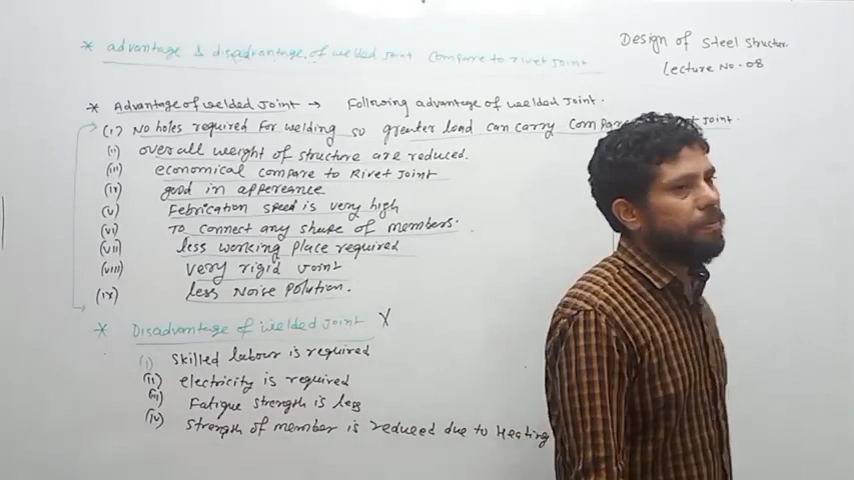 Design of Steel Structur.
Lecture No - 08
* advantage & disadvantage of welded Joint compare to rivet joint
* Advantage of welded Joint → Following advantage of welded Joint.
(i) No holes required for welding so greater load can carry Joint.
(ii) overall weight of structure are reduced.
(iii) economical compare to Rivet Joint
(iv) good in appereance
(v) Febrication speed is very high
(vi) To connect any shape of members.
(vii) less working place required
(viii) very rigid Joint
(ix) less Noise Polution.
* Disadvantage of welded Joint X
(i) Skilled labour is required
(ii) electricity is required
(iii) Fatigue strength is less
(iv) Strength of member is reduced due to Heating